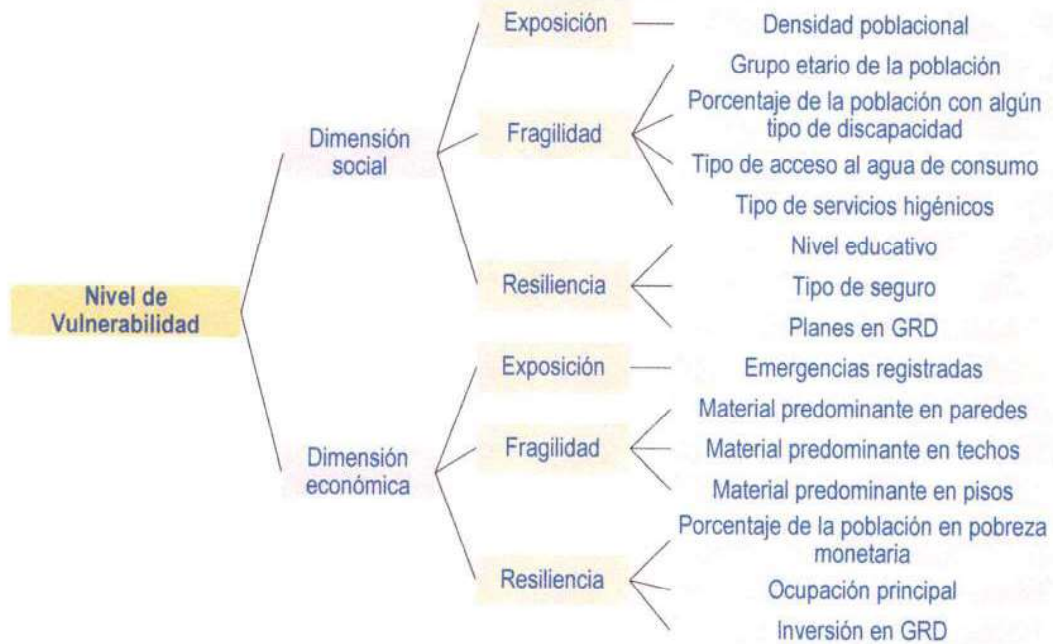 Nivel de
Vulnerabilidad
Dimensión
social
Exposición
Densidad poblacional
Fragilidad
Grupo etario de la población
Porcentaje de la población con algún
tipo de discapacidad
Tipo de acceso al agua de consumo
Tipo de servicios higénicos
Resiliencia
Nivel educativo
Tipo de seguro
Planes en GRD
Dimensión
económica
Exposición
Emergencias registradas
Fragilidad
Material predominante en paredes
Material predominante en techos
Material predominante en pisos
Resiliencia
Porcentaje de la población en pobreza
monetaria
Ocupación principal
Inversión en GRD